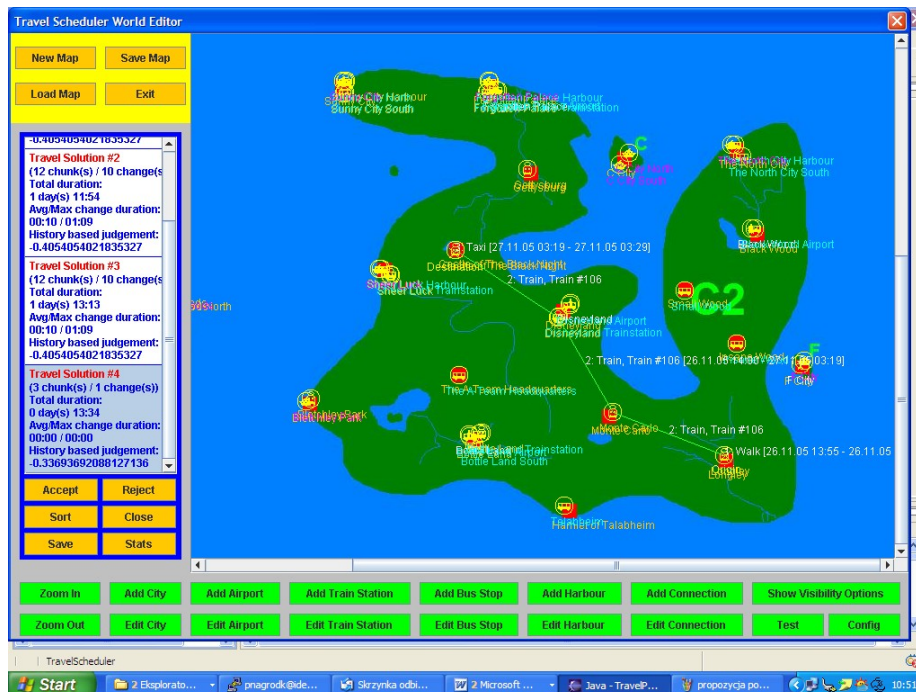 Travel Scheduler World Editor
New Map
Save Map
Load Map
Exit
-0.4054054021835327
Travel Solution #2
(12 chunk(s) / 10 change(s
Total duration:
1 day(s) 11:54
Avg/Max change duration:
00:10 / 01:09
History based judgement:
-0.4054054021835327
Travel Solution #3
(12 chunk(s) / 10 change(s
Total duration:
1 day(s) 13:13
Avg/Max change duration:
00:10 / 01:09
History based judgement:
-0.4054054021835327
Travel Solution #4
(3 chunk(s) / 1 change(s))
Total duration:
0 day(s) 13:34
Avg/Max change duration:
00:00 / 00:00
History based judgement:
-0.33693692088127136
Accept
Reject
Sort
Close
Save
Stats
Sunny City South
C
C City
The North City Harbour
The North City South
Gettysburg
Black Wood
3: Taxi [27.11.05 03:19 - 27.11.05 03:29]
Destination
2: Train, Train #106
Sheer Luck Trainstation
Small Wood
C2
Disneyland
Disneyland Trainstation
2: Train, Train #106 [26.11.05 14:00 - 27.11.05 03:19]
F
F City
The A Team Headquarters
Bletchley Park
Monte Carlo
2: Train, Train #106
1: Walk [26.11.05 13:55 - 26.11.05
Longley
Bottle Land South
Talabheim
Hamlet of Talabheim
Zoom In
Add City
Add Airport
Add Train Station
Add Bus Stop
Add Harbour
Add Connection
Show Visibility Options
Zoom Out
Edit City
Edit Airport
Edit Train Station
Edit Bus Stop
Edit Harbour
Edit Connection
Test
Config
TravelScheduler
Start
2 Eksplorato...
pnagrodk@ide...
Skrzynka odbi...
2 Microsoft ...
Java - TravelP...
propozycja po...
10:51